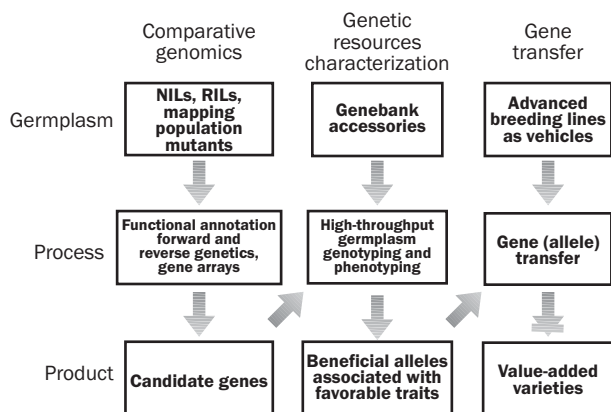 Comparative
genomics
Genetic
resources
characterization
Gene
transfer
Germplasm
NILs, RILs,
mapping
population
mutants
Genebank
accessories
Advanced
breeding lines
as vehicles
Process
Functional annotation
forward and
reverse genetics,
gene arrays
High-throughput
germplasm
genotyping and
phenotyping
Gene (allele)
transfer
Product
Candidate genes
Beneficial alleles
associated with
favorable traits
Value-added
varieties